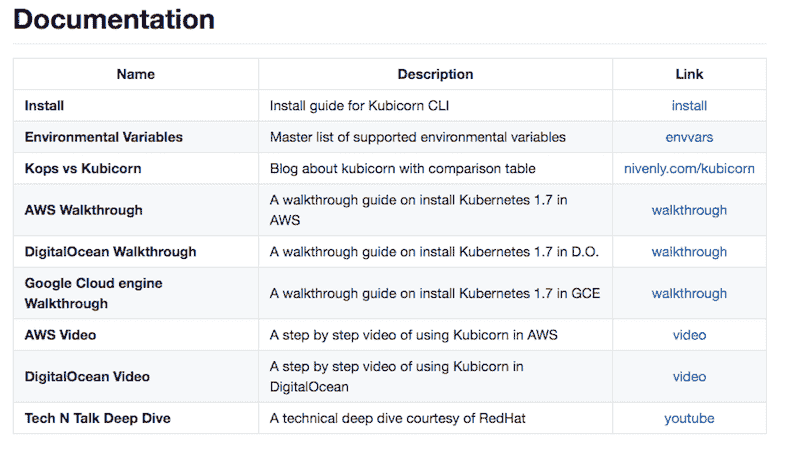 Documentation
Name Description Link
Install Install guide for Kubicorn CLI install
Environmental Variables Master list of supported environmental variables envvars
Kops vs Kubicorn Blog about kubicorn with comparison table nivenly.com/kubicorn
AWS Walkthrough A walkthrough guide on install Kubernetes 1.7 in
AWS walkthrough
DigitalOcean Walkthrough A walkthrough guide on install Kubernetes 1.7 in D.O. walkthrough
Google Cloud engine
Walkthrough A walkthrough guide on install Kubernetes 1.7 in GCE walkthrough
AWS Video A step by step video of using Kubicorn in AWS video
DigitalOcean Video A step by step video of using Kubicorn in
DigitalOcean video
Tech N Talk Deep Dive A technical deep dive courtesy of RedHat youtube